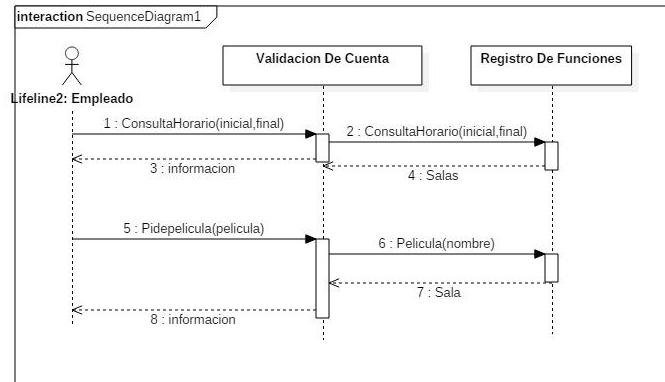 interaction SequenceDiagram1
Validacion De Cuenta
Registro De Funciones
Lifeline2: Empleado
1 : ConsultaHorario(inicial,final)
2 : ConsultaHorario(inicial,final)
3 : informacion
4 : Salas
5 : Pidepelicula(pelicula)
6 : Pelicula(nombre)
7 : Sala
8 : informacion